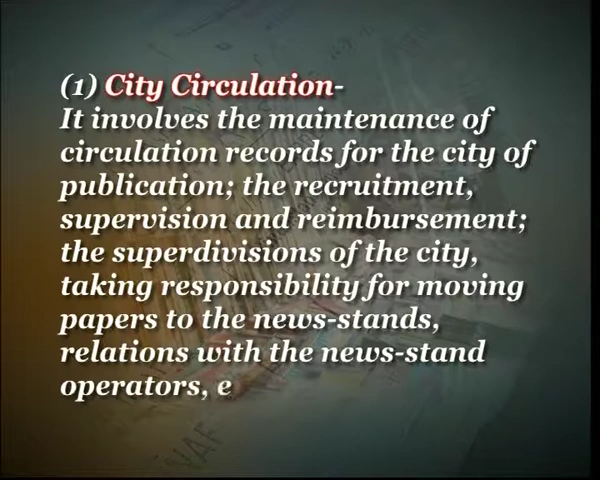 (1) City Circulation-
It involves the maintenance of
circulation records for the city of
publication; the recruitment,
supervision and reimbursement;
the superdivisions of the city,
taking responsibility for moving
papers to the news-stands,
relations with the news-stand
operators, e